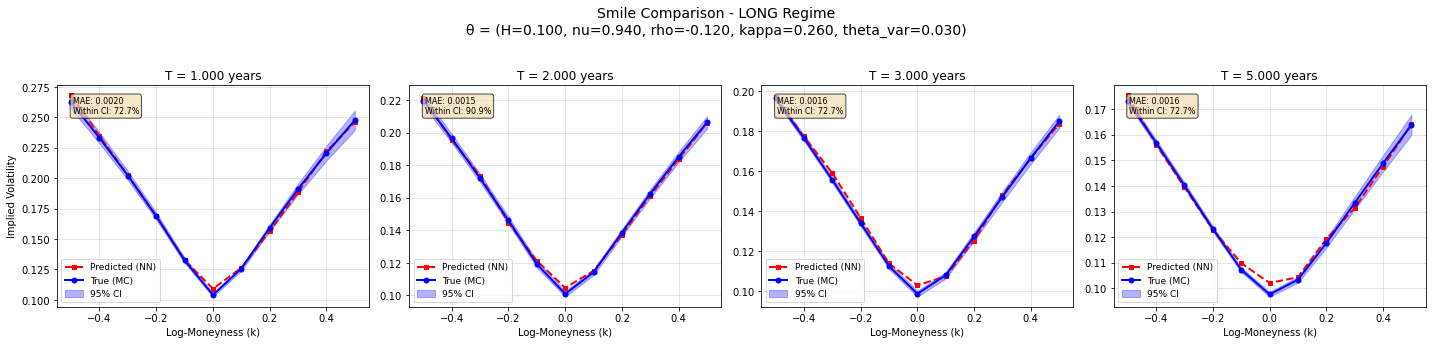 Smile Comparison - LONG Regime
θ = (H=0.100, nu=0.940, rho=-0.120, kappa=0.260, theta_var=0.030)
T = 1.000 years
MAE: 0.0020
Within CI: 72.7%
0.275
0.250
0.225
0.200
0.175
0.150
0.125
0.100
Implied Volatility
Predicted (NN)
True (MC)
95% CI
−0.4
−0.2
0.0
0.2
0.4
Log-Moneyness (k)
T = 2.000 years
MAE: 0.0015
Within CI: 90.9%
0.22
0.20
0.18
0.16
0.14
0.12
0.10
Predicted (NN)
True (MC)
95% CI
−0.4
−0.2
0.0
0.2
0.4
Log-Moneyness (k)
T = 3.000 years
MAE: 0.0016
Within CI: 72.7%
0.20
0.18
0.16
0.14
0.12
0.10
Predicted (NN)
True (MC)
95% CI
−0.4
−0.2
0.0
0.2
0.4
Log-Moneyness (k)
T = 5.000 years
MAE: 0.0016
Within CI: 72.7%
0.17
0.16
0.15
0.14
0.13
0.12
0.11
0.10
Predicted (NN)
True (MC)
95% CI
−0.4
−0.2
0.0
0.2
0.4
Log-Moneyness (k)